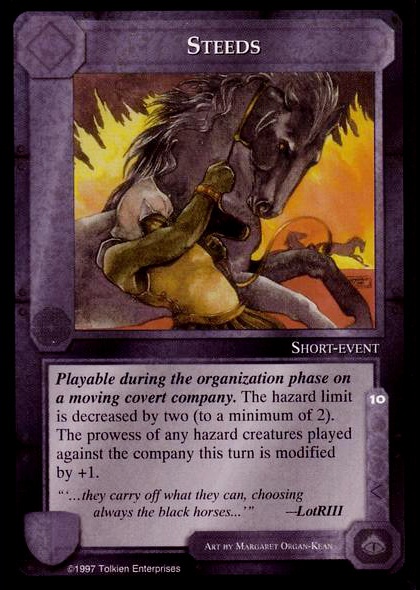 STEEDS
SHORT-EVENT
Playable during the organization phase on
a moving covert company. The hazard limit
is decreased by two (to a minimum of 2).
The prowess of any hazard creatures played
against the company this turn is modified
by +1.
10
“‘...they carry off what they can, choosing
always the black horses...’” —LotRIII
ART BY MARGARET ORGAN-KEAN
©1997 Tolkien Enterprises